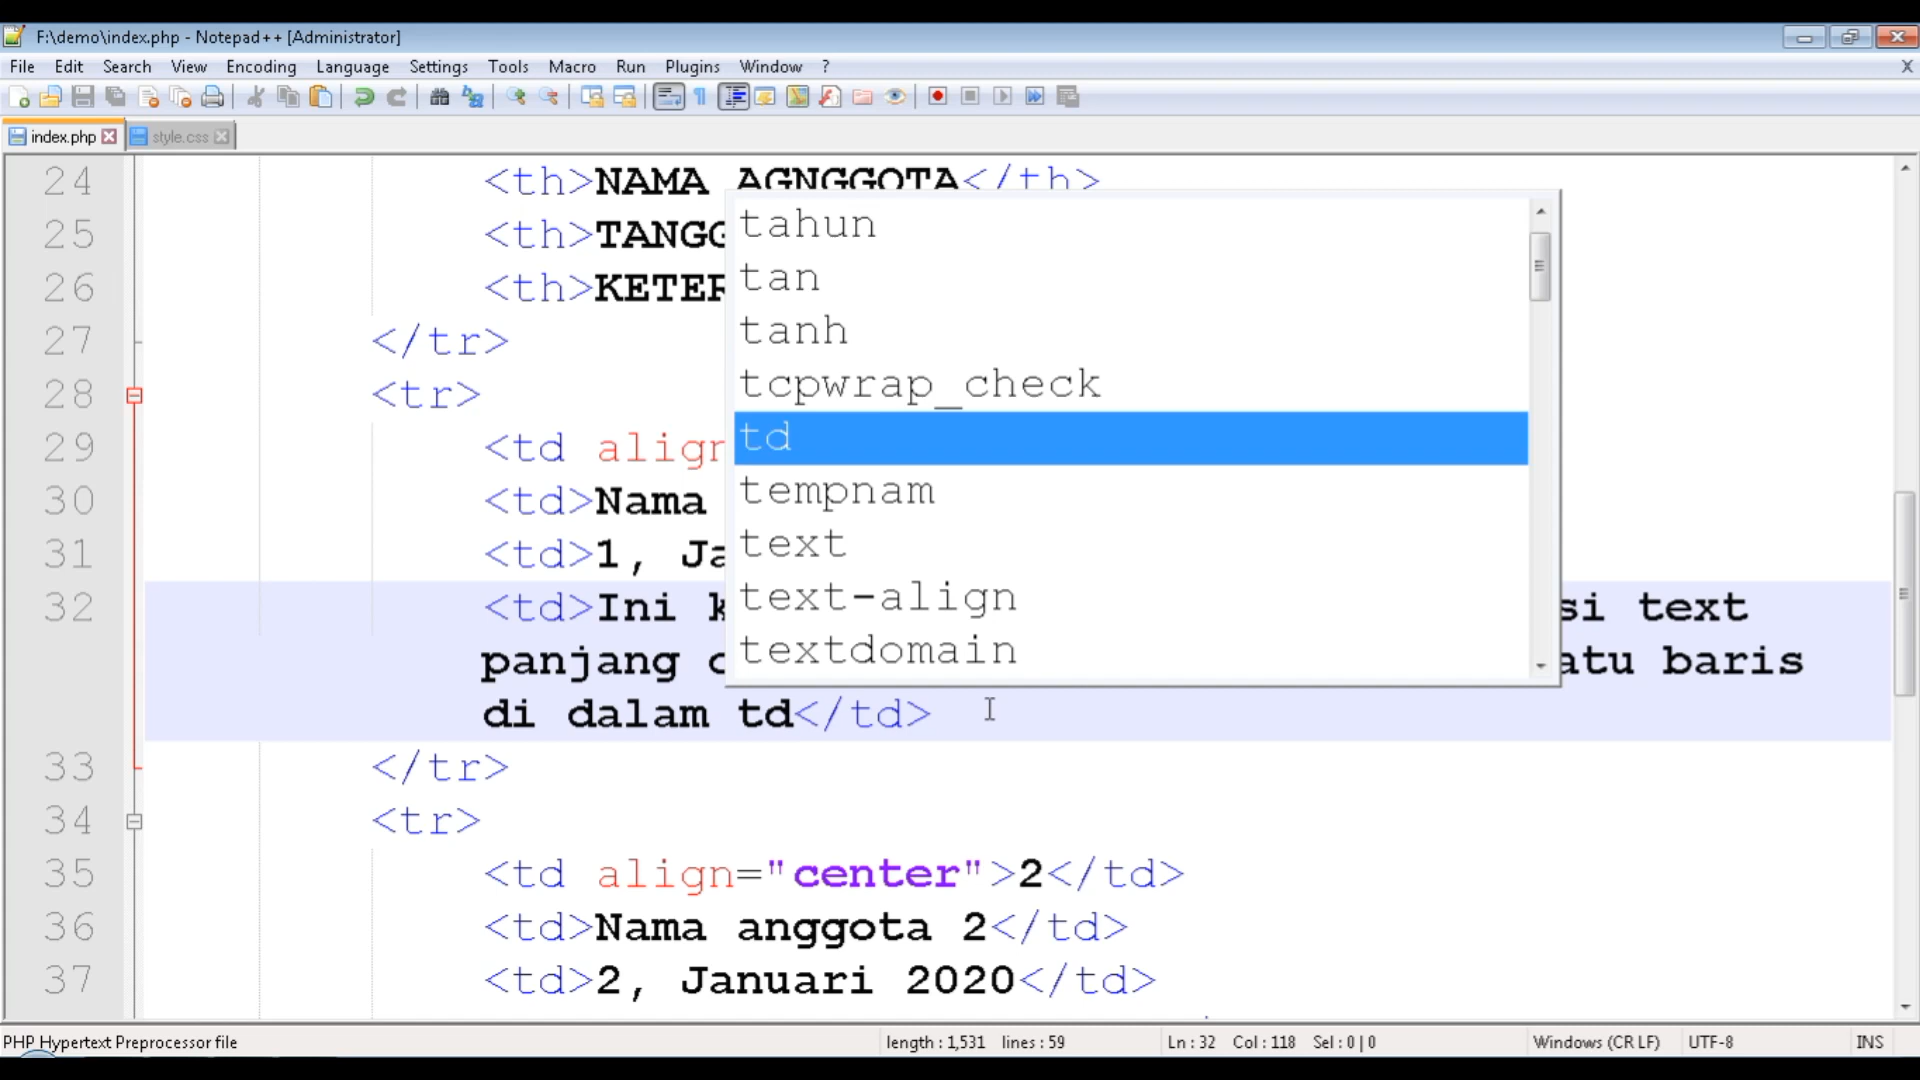 F:\demo\index.php - Notepad++ [Administrator]
File Edit Search View Encoding Language Settings Tools Macro Run Plugins Window ?
X
index.php style.css
24 <th>NAMA AGNGGOTA</th>
25 <th>TANGG
26 <th>KETER
27 </tr>
28 <tr>
29 <td align
30 <td>Nama
31 <td>1, Ja
32 <td>Ini k si text
panjang atu baris
di dalam td</td>
33 </tr>
34 <tr>
35 <td align="center">2</td>
36 <td>Nama anggota 2</td>
37 <td>2, Januari 2020</td>
tahun
tan
tanh
tcpwrap_check
td
tempnam
text
text-align
textdomain
PHP Hypertext Preprocessor file length : 1,531 lines : 59 Ln : 32 Col : 118 Sel : 0 | 0 Windows (CR LF) UTF-8 INS